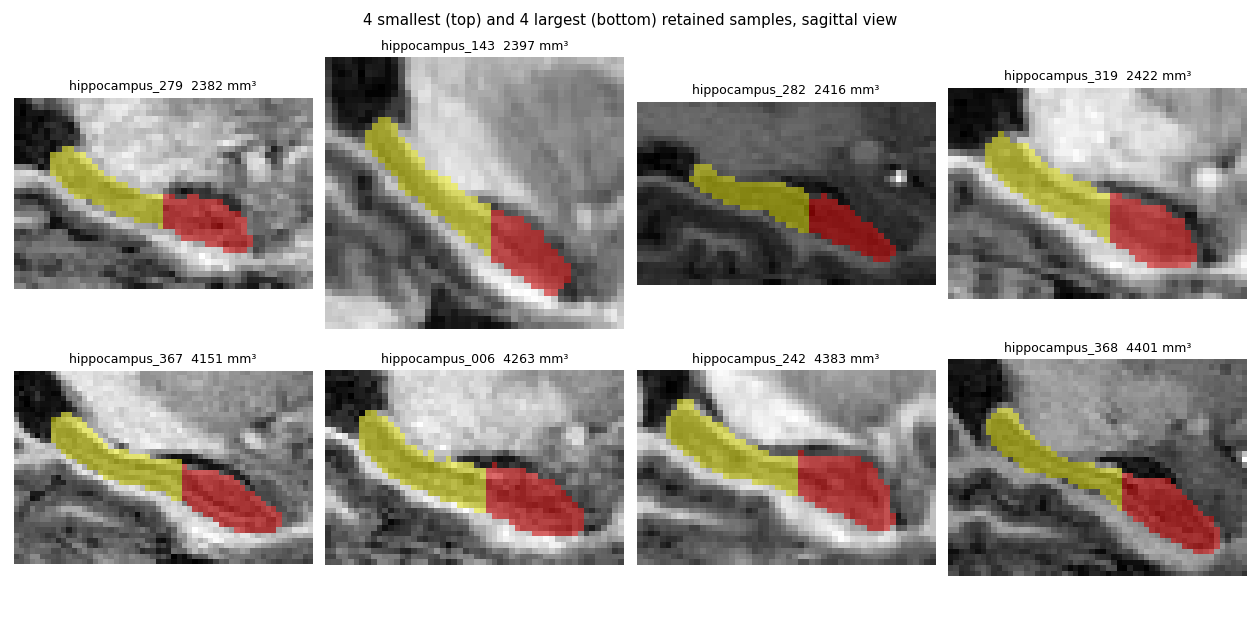 4 smallest (top) and 4 largest (bottom) retained samples, sagittal view
hippocampus_279 2382 mm³
hippocampus_143 2397 mm³
hippocampus_282 2416 mm³
hippocampus_319 2422 mm³
hippocampus_367 4151 mm³
hippocampus_006 4263 mm³
hippocampus_242 4383 mm³
hippocampus_368 4401 mm³